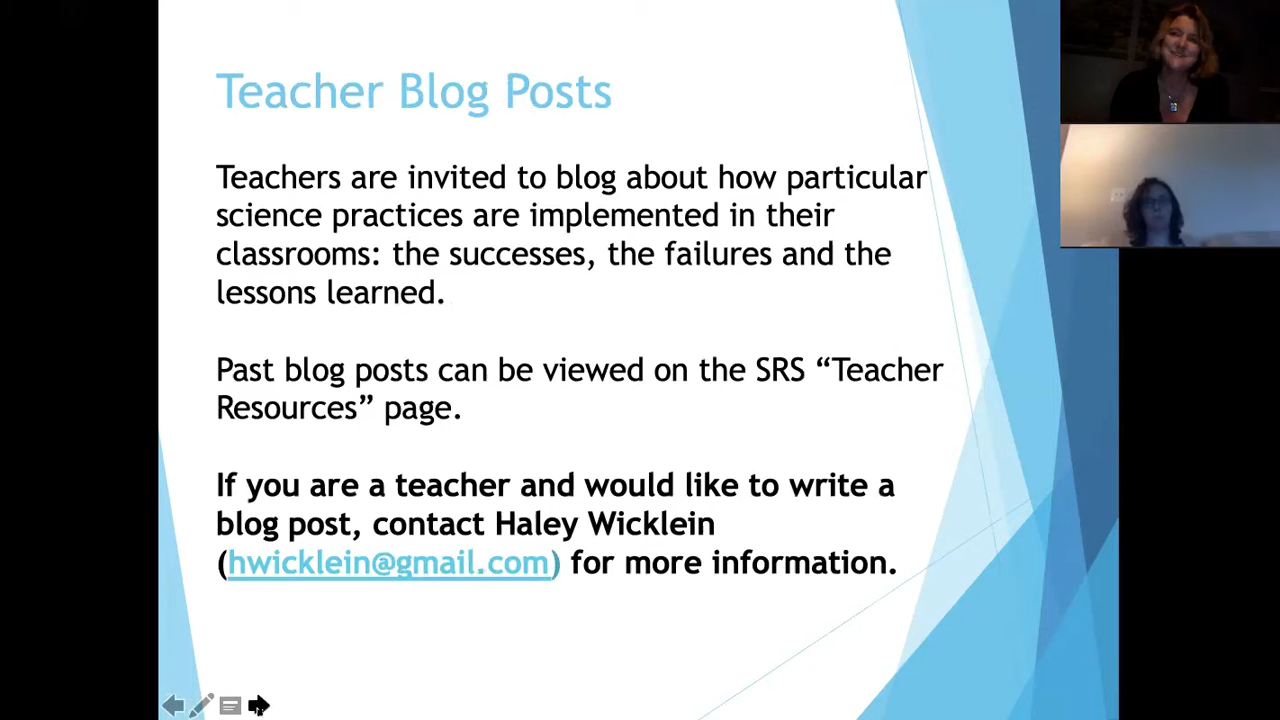 Teacher Blog Posts
Teachers are invited to blog about how particular
science practices are implemented in their
classrooms: the successes, the failures and the
lessons learned.
Past blog posts can be viewed on the SRS “Teacher
Resources” page.
If you are a teacher and would like to write a
blog post, contact Haley Wicklein
(hwicklein@gmail.com) for more information.